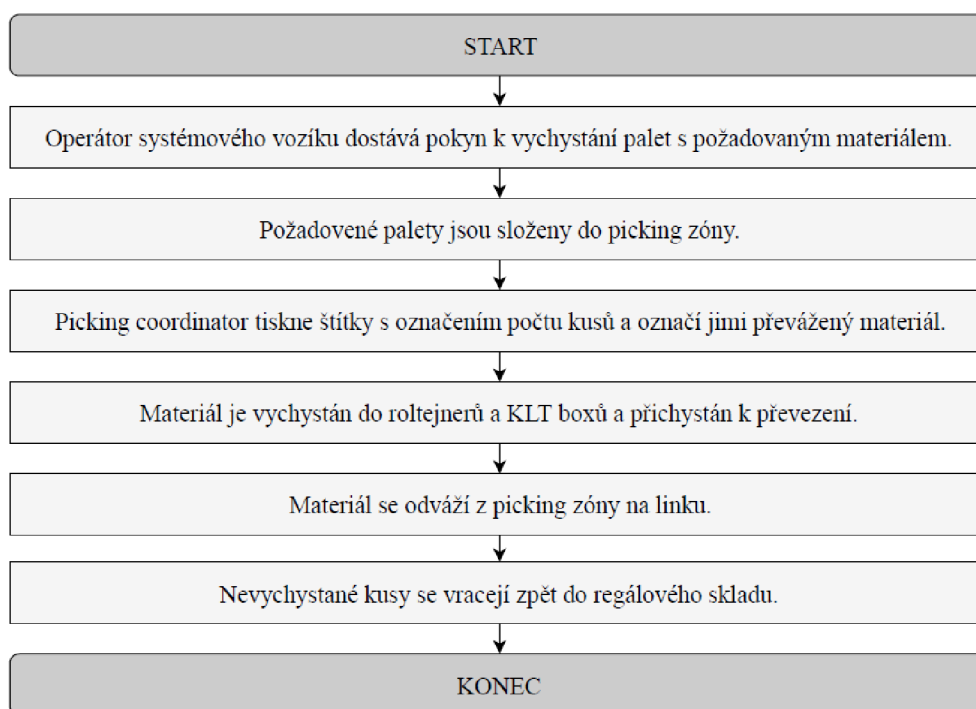 START
Operátor systémového vozíku dostává pokyn k vychystání palet s požadovaným materiálem.
Požadovené palety jsou složeny do picking zóny.
Picking coordinator tiskne štítky s označením počtu kusů a označí jimi převážený materiál.
Materiál je vychystán do roltejnerů a KLT boxů a přichystán k převezení.
Materiál se odváží z picking zóny na linku.
Nevychystané kusy se vracejí zpět do regálového skladu.
KONEC